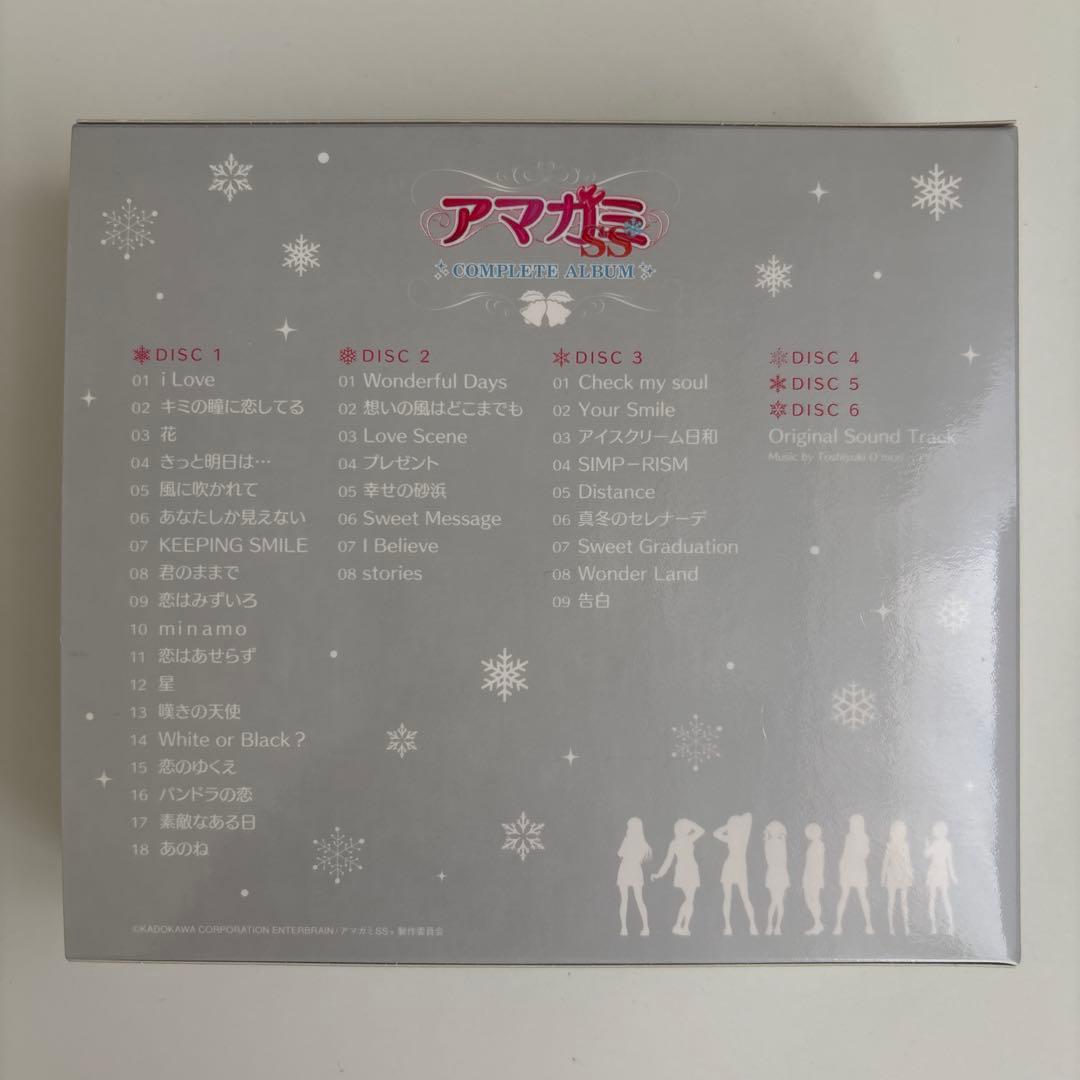 アマガミSS
COMPLETE ALBUM
DISC 1
01 i Love
02 キミの瞳に恋してる
03 花
04 きっと明日は…
05 風に吹かれて
06 あなたしか見えない
07 KEEPING SMILE
08 君のままで
09 恋はみずいろ
10 minamo
11 恋はあせらず
12 星
13 嘆きの天使
14 White or Black?
15 恋のゆくえ
16 パンドラの恋
17 素敵なある日
18 あのね
DISC 2
01 Wonderful Days
02 想いの風はどこまでも
03 Love Scene
04 プレゼント
05 幸せの砂浜
06 Sweet Message
07 I Believe
08 stories
DISC 3
01 Check my soul
02 Your Smile
03 アイスクリーム日和
04 SIMP-RISM
05 Distance
06 真冬のセレナーデ
07 Sweet Graduation
08 Wonder Land
09 告白
DISC 4
DISC 5
DISC 6
Original Sound Track
Music by Toshiyuki O'mori
©KADOKAWA CORPORATION ENTERBRAIN/アマガミSS+製作委員会